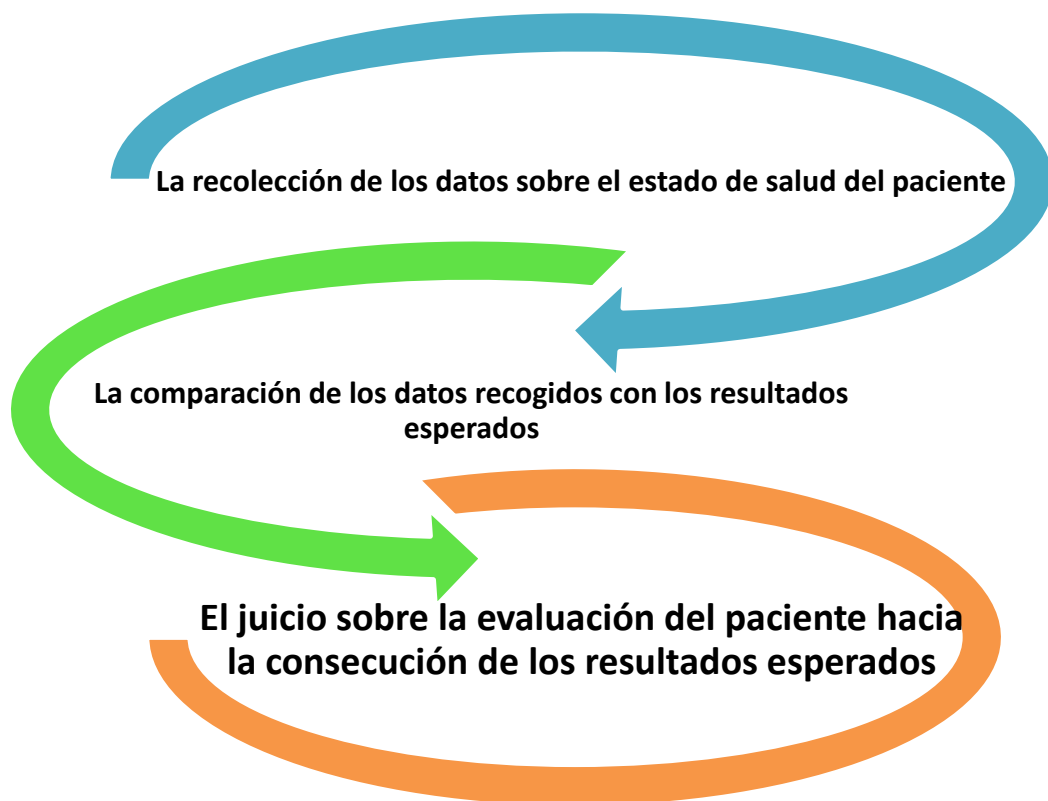 La recolección de los datos sobre el estado de salud del paciente
La comparación de los datos recogidos con los resultados
esperados
El juicio sobre la evaluación del paciente hacia
la consecución de los resultados esperados